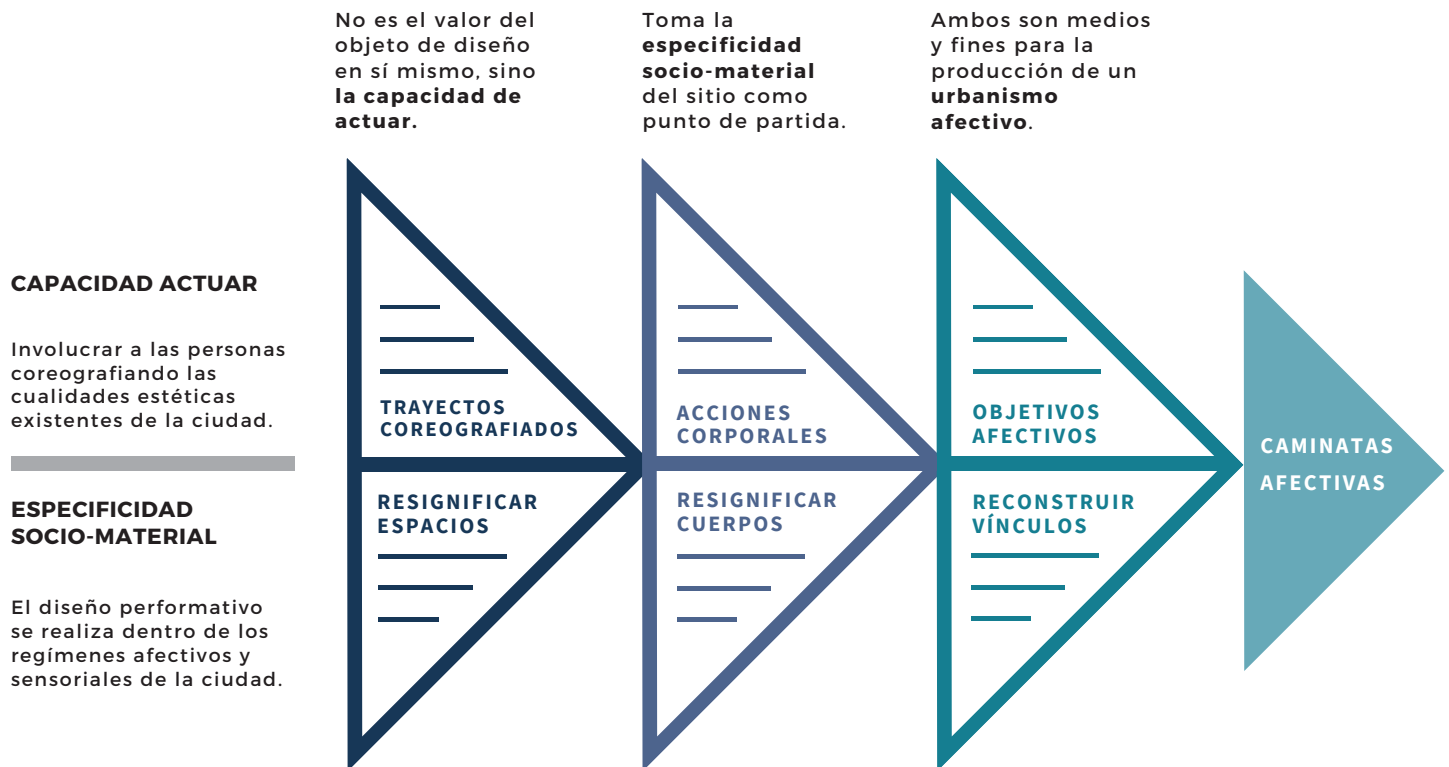 No es el valor del
objeto de diseño
en sí mismo, sino
la capacidad de
actuar.
Toma la
especificidad
socio-material
del sitio como
punto de partida.
Ambos son medios
y fines para la
producción de un
urbanismo
afectivo.
CAPACIDAD ACTUAR
Involucrar a las personas
coreografiando las
cualidades estéticas
existentes de la ciudad.
ESPECIFICIDAD
SOCIO-MATERIAL
El diseño performativo
se realiza dentro de los
regímenes afectivos y
sensoriales de la ciudad.
TRAYECTOS
COREOGRAFIADOS
RESIGNIFICAR
ESPACIOS
ACCIONES
CORPORALES
RESIGNIFICAR
CUERPOS
OBJETIVOS
AFECTIVOS
RECONSTRUIR
VÍNCULOS
CAMINATAS
AFECTIVAS